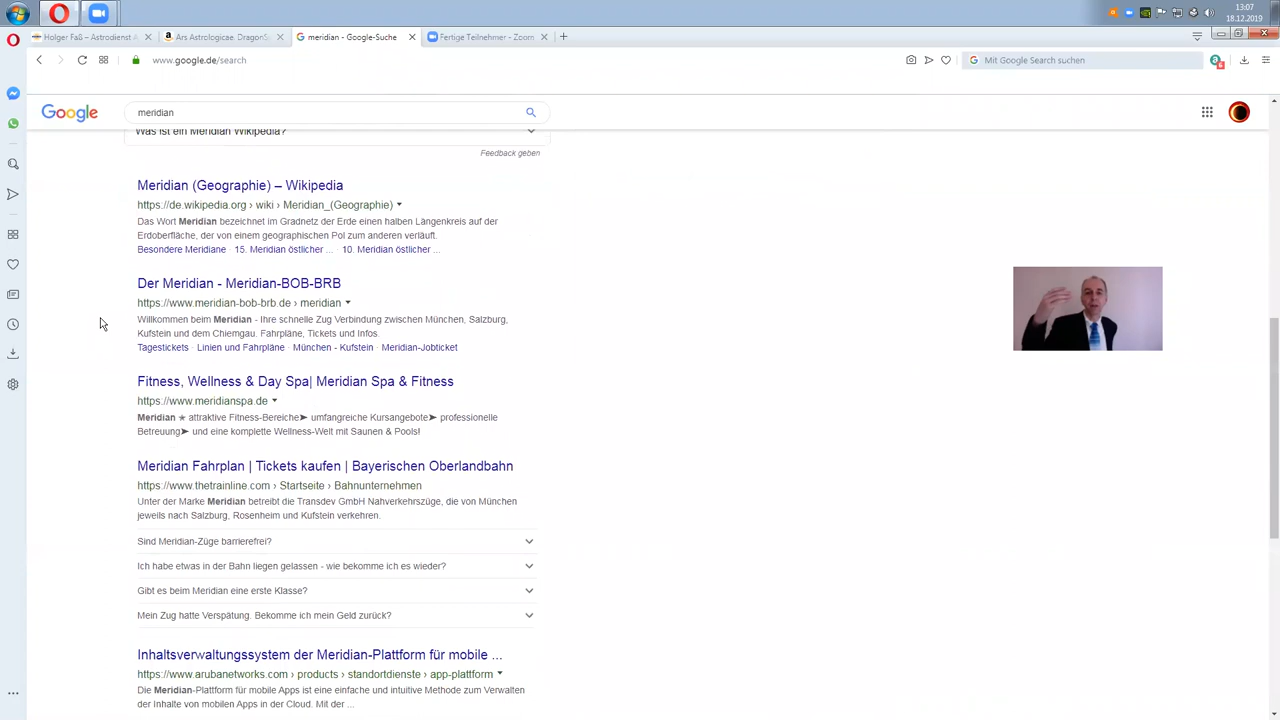 13:07
18.12.2019
Holger Faß – Astrodienst A
Ars Astrologicae. DragonS
meridian - Google-Suche
Fertige Teilnehmer - Zoom
www.google.de/search
Mit Google Search suchen
Google
meridian
Was ist ein Meridian Wikipedia?
Feedback geben
Meridian (Geographie) – Wikipedia
https://de.wikipedia.org › wiki › Meridian_(Geographie)
Das Wort Meridian bezeichnet im Gradnetz der Erde einen halben Längenkreis auf der
Erdoberfläche, der von einem geographischen Pol zum anderen verläuft.
Besondere Meridiane · 15. Meridian östlicher ... · 10. Meridian östlicher ...
Der Meridian - Meridian-BOB-BRB
https://www.meridian-bob-brb.de › meridian
Willkommen beim Meridian - Ihre schnelle Zug Verbindung zwischen München, Salzburg,
Kufstein und dem Chiemgau. Fahrpläne, Tickets und Infos.
Tagestickets · Linien und Fahrpläne · München - Kufstein · Meridian-Jobticket
Fitness, Wellness & Day Spa| Meridian Spa & Fitness
https://www.meridianspa.de
Meridian ★ attraktive Fitness-Bereiche➤ umfangreiche Kursangebote➤ professionelle
Betreuung➤ und eine komplette Wellness-Welt mit Saunen & Pools!
Meridian Fahrplan | Tickets kaufen | Bayerischen Oberlandbahn
https://www.thetrainline.com › Startseite › Bahnunternehmen
Unter der Marke Meridian betreibt die Transdev GmbH Nahverkehrszüge, die von München
jeweils nach Salzburg, Rosenheim und Kufstein verkehren.
Sind Meridian-Züge barrierefrei?
Ich habe etwas in der Bahn liegen gelassen - wie bekomme ich es wieder?
Gibt es beim Meridian eine erste Klasse?
Mein Zug hatte Verspätung. Bekomme ich mein Geld zurück?
Inhaltsverwaltungssystem der Meridian-Plattform für mobile ...
https://www.arubanetworks.com › products › standortdienste › app-plattform
Die Meridian-Plattform für mobile Apps ist eine einfache und intuitive Methode zum Verwalten
der Inhalte von mobilen Apps in der Cloud. Mit der ...